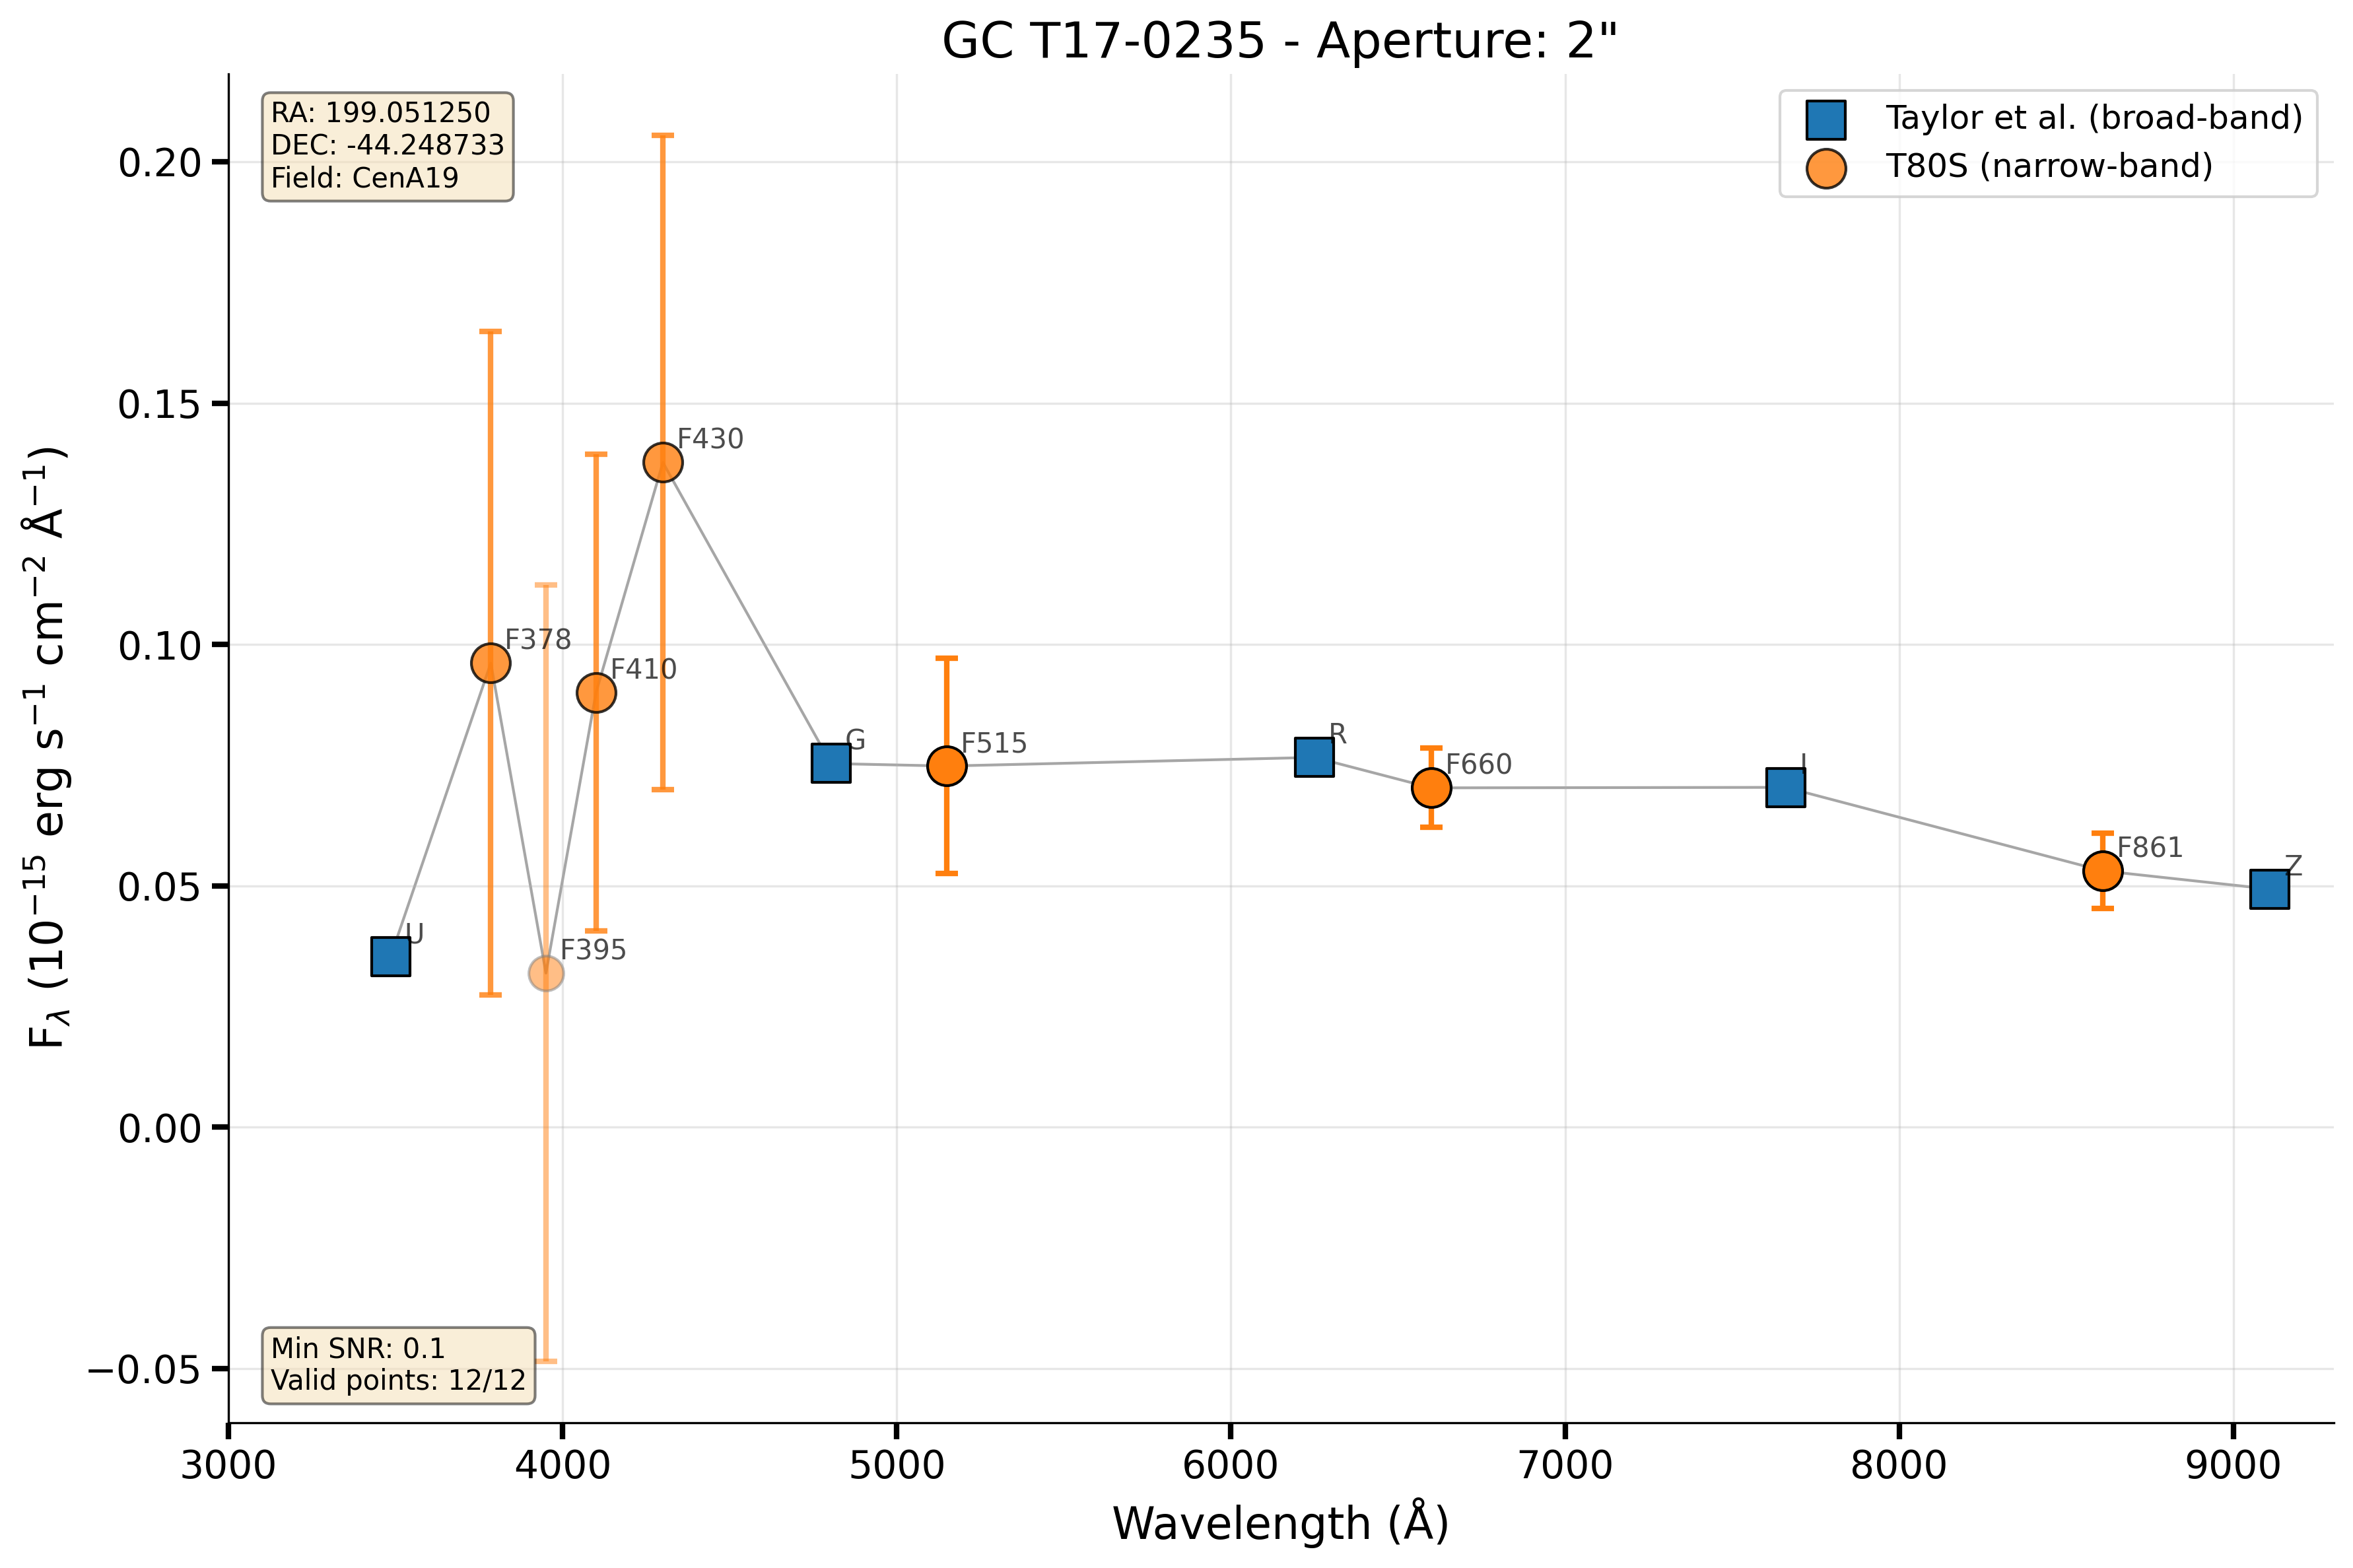 GC T17-0235 - Aperture: 2"
RA: 199.051250
DEC: -44.248733
Field: CenA19
Taylor et al. (broad-band)
T80S (narrow-band)
F_λ (10⁻¹⁵ erg s⁻¹ cm⁻² Å⁻¹)
0.20
0.15
0.10
0.05
0.00
−0.05
U
F378
F395
F410
F430
G
F515
R
F660
I
F861
Z
Min SNR: 0.1
Valid points: 12/12
3000 4000 5000 6000 7000 8000 9000
Wavelength (Å)